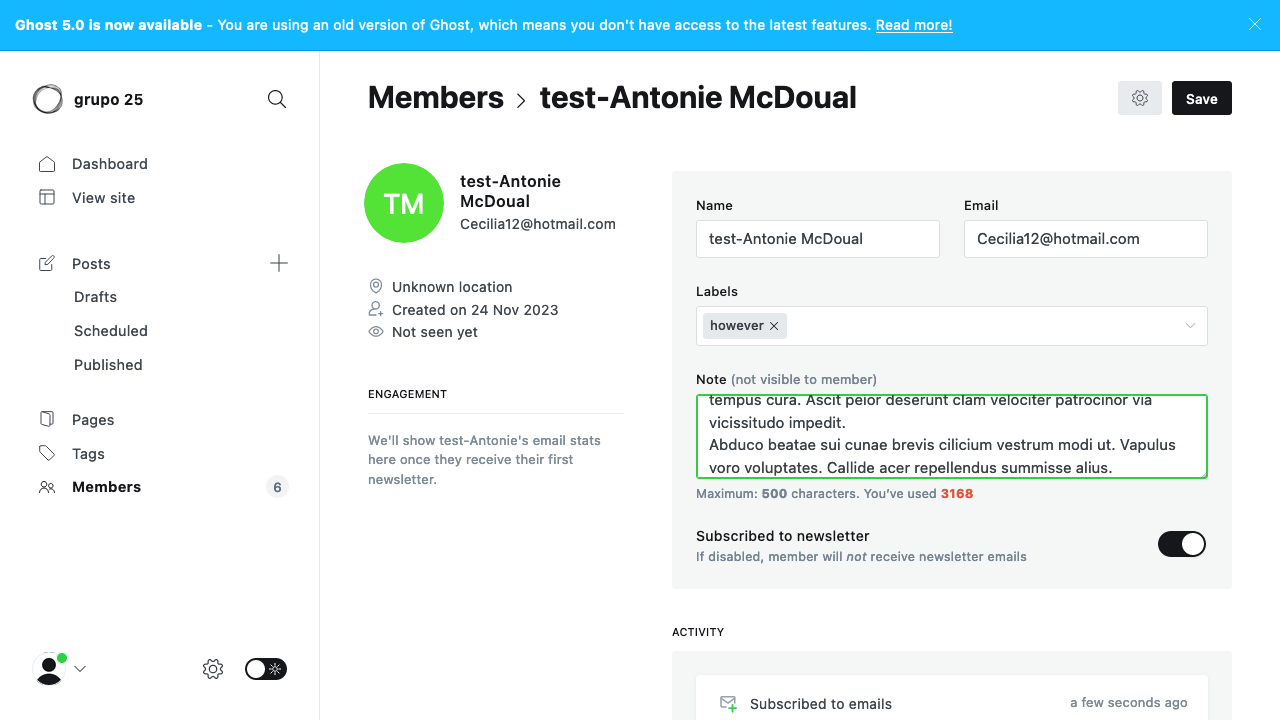 Ghost 5.0 is now available - You are using an old version of Ghost, which means you don't have access to the latest features. Read more!
grupo 25
Dashboard
View site
Posts
Drafts
Scheduled
Published
Pages
Tags
Members 6
Members > test-Antonie McDoual
Save
TM
test-Antonie
McDoual
Cecilia12@hotmail.com
Unknown location
Created on 24 Nov 2023
Not seen yet
ENGAGEMENT
We'll show test-Antonie's email stats
here once they receive their first
newsletter.
Name
test-Antonie McDoual
Email
Cecilia12@hotmail.com
Labels
however ×
Note (not visible to member)
tempus cura. Ascit peior deserunt clam velociter patrocinor via
vicissitudo impedit.
Abduco beatae sui cunae brevis cilicium vestrum modi ut. Vapulus
voro voluptates. Callide acer repellendus summisse alius.
Maximum: 500 characters. You've used 3168
Subscribed to newsletter
If disabled, member will not receive newsletter emails
ACTIVITY
Subscribed to emails
a few seconds ago